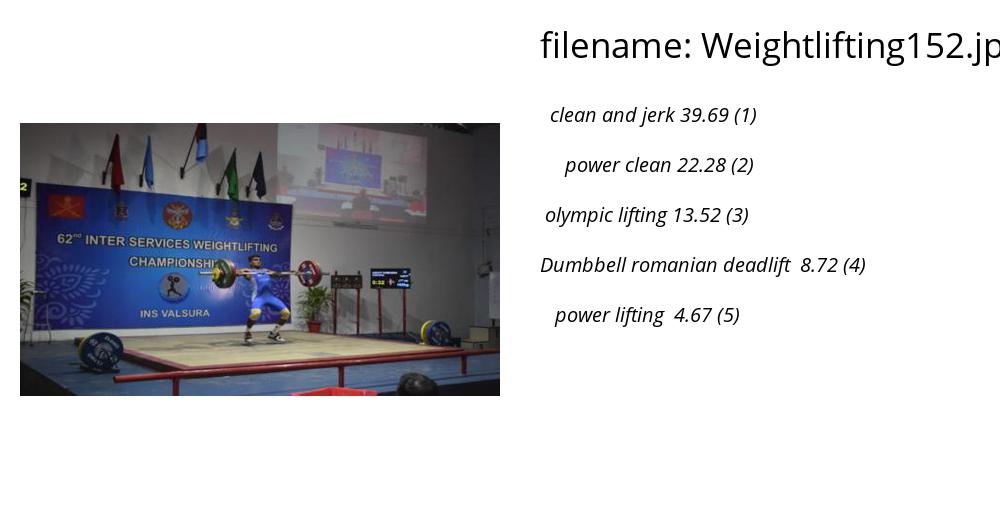 filename: Weightlifting152.jp
clean and jerk 39.69 (1)
power clean 22.28 (2)
olympic lifting 13.52 (3)
Dumbbell romanian deadlift 8.72 (4)
power lifting 4.67 (5)
2
62nd INTER SERVICES WEIGHTLIFTING
CHAMPIONSHI
INS VALSURA